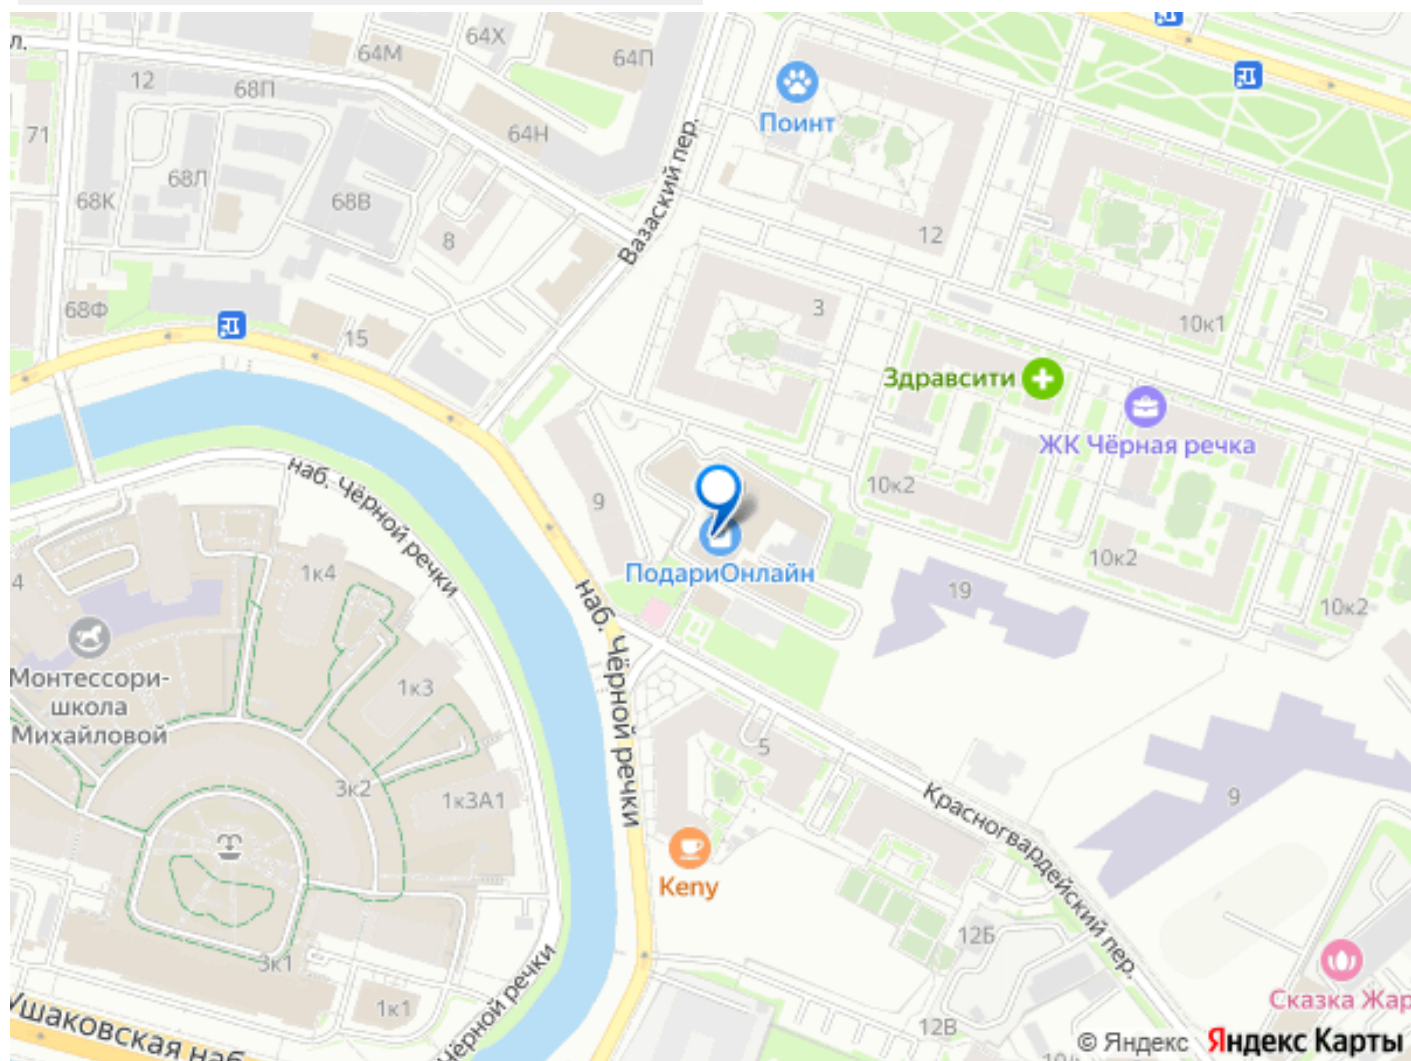 л.
64М
64Х
64П
12
68П
71
64Н
Поинт
Вазаский пер.
68Л
68К
68В
8
12
68Ф
15
3
10к1
Здравсити
ЖК Чёрная речка
наб. Чёрной речки
9
10к2
10к2
ПодариОнлайн
4
1к4
19
10к2
наб. Чёрной речки
Монтессори-
школа
Михайловой
1к3
5
3к2
1к3А1
Красногвардейский пер.
9
Keny
12Б
3к1
Чёрной речки
Сказка Жар
1к1
12В
Ушаковская наб
© Яндекс Яндекс Карты